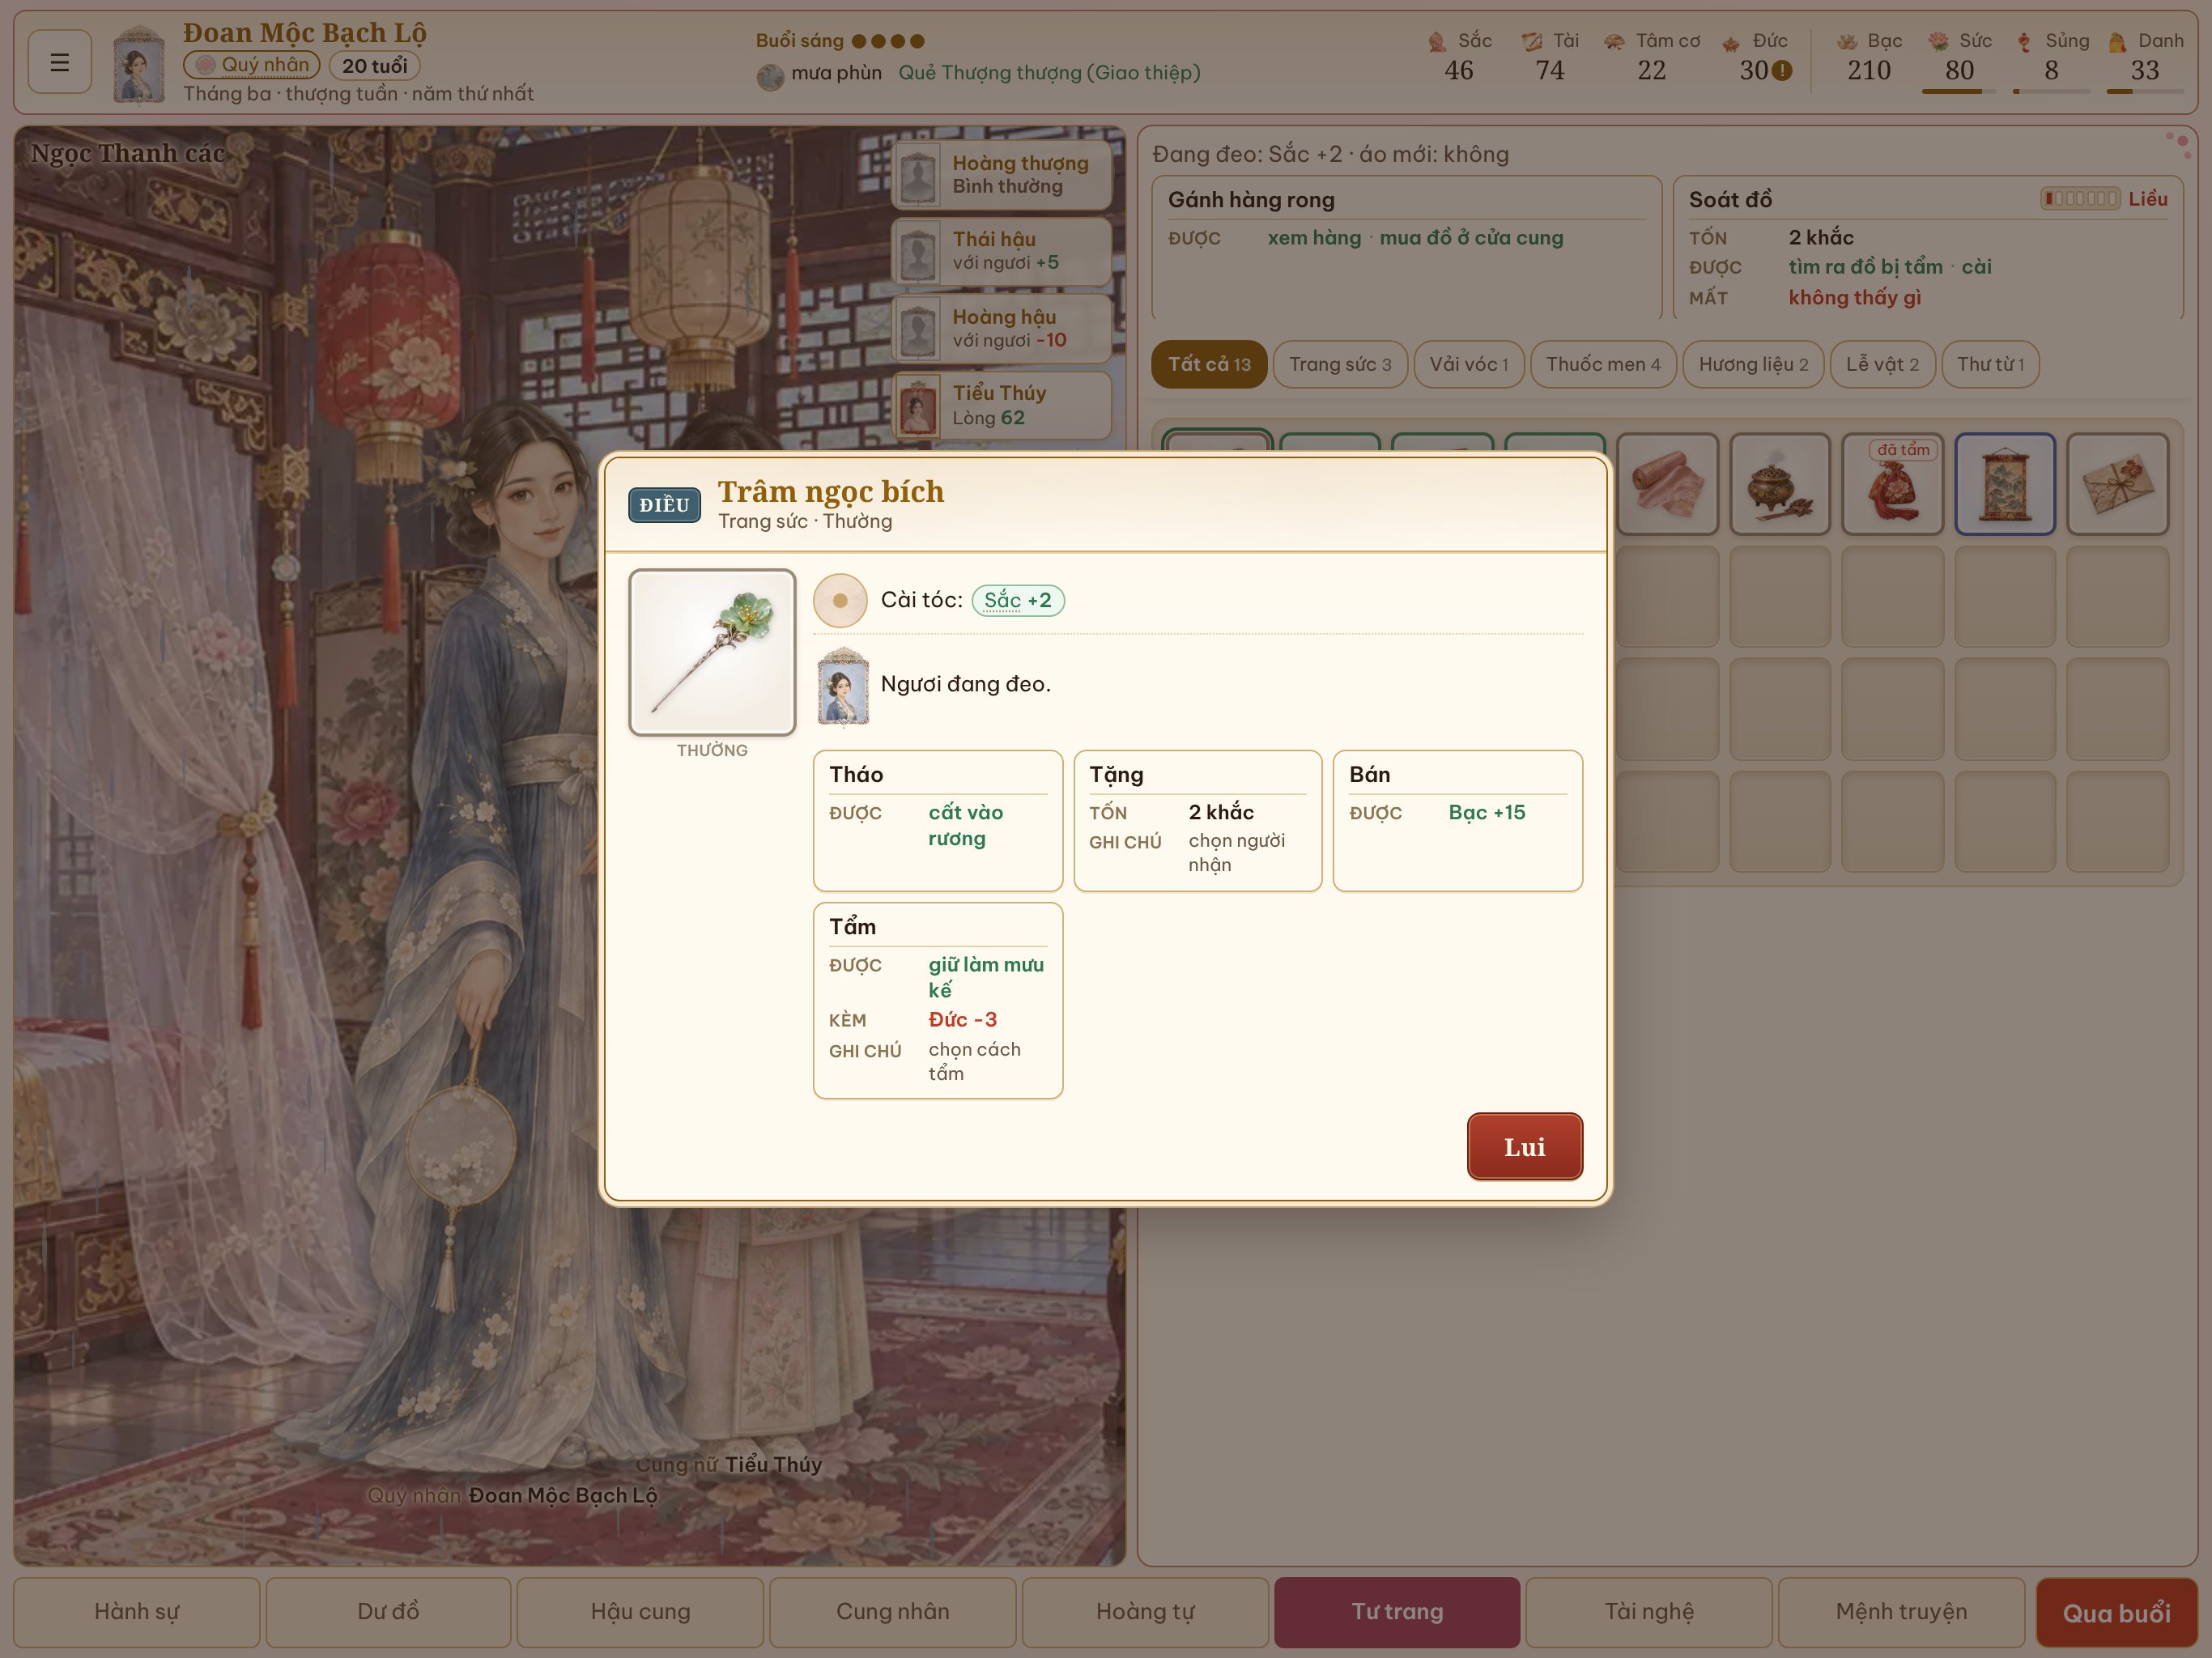 Đoan Mộc Bạch Lộ
Quý nhân
20 tuổi
Tháng ba · thượng tuần · năm thứ nhất
Buổi sáng
mưa phùn
Quẻ Thượng thượng (Giao thiệp)
Sắc
46
Tài
74
Tâm cơ
22
Đức
30
!
Bạc
210
Sức
80
Sủng
8
Danh
33
Ngọc Thanh các
Hoàng thượng
Bình thường
Thái hậu
với ngươi +5
Hoàng hậu
với ngươi -10
Tiểu Thúy
Lòng 62
Đang đeo: Sắc +2 · áo mới: không
Gánh hàng rong
ĐƯỢC xem hàng · mua đồ ở cửa cung
Soát đồ
Liều
TỐN 2 khắc
ĐƯỢC tìm ra đồ bị tẩm · cài
MẤT không thấy gì
Tất cả 13
Trang sức 3
Vải vóc 1
Thuốc men 4
Hương liệu 2
Lễ vật 2
Thư từ 1
đã tẩm
ĐIỀU
Trâm ngọc bích
Trang sức · Thường
THƯỜNG
Cài tóc: Sắc +2
Ngươi đang đeo.
Tháo
ĐƯỢC cất vào
rương
Tặng
TỐN 2 khắc
GHI CHÚ chọn người
nhận
Bán
ĐƯỢC Bạc +15
Tẩm
ĐƯỢC giữ làm mưu
kế
KÈM Đức -3
GHI CHÚ chọn cách
tẩm
Lui
Cung nữ Tiểu Thúy
Quý nhân Đoan Mộc Bạch Lộ
Hành sự
Dư đồ
Hậu cung
Cung nhân
Hoàng tự
Tư trang
Tài nghệ
Mệnh truyện
Qua buổi